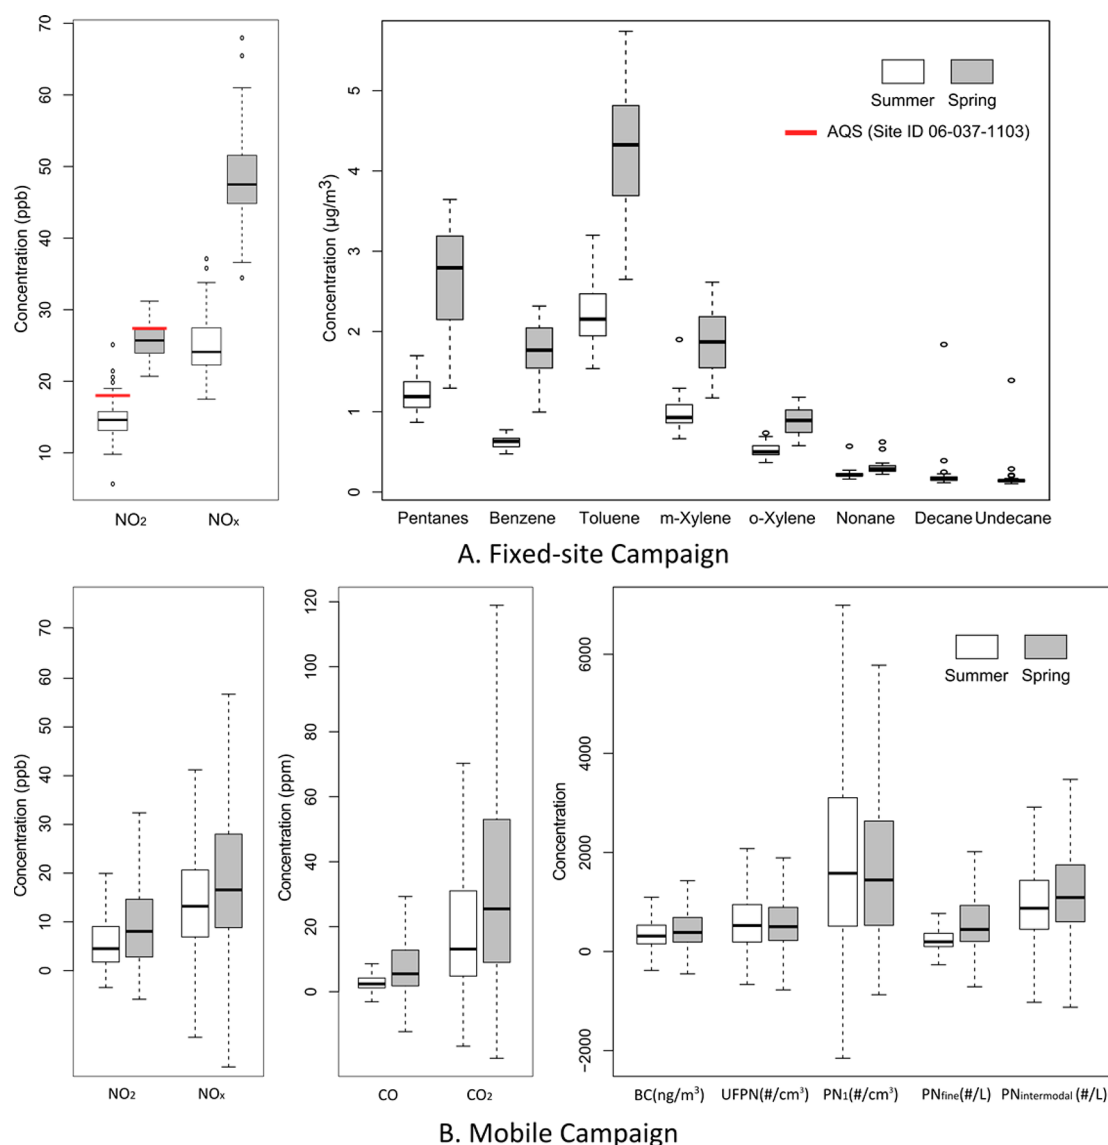 Concentration (ppb)
70
60
50
40
30
20
10
NO₂ NOₓ
Concentration (µg/m³)
5
4
3
2
1
0
Summer Spring
AQS (Site ID 06-037-1103)
Pentanes Benzene Toluene m-Xylene o-Xylene Nonane Decane Undecane
A. Fixed-site Campaign
Concentration (ppb)
70
60
50
40
30
20
10
0
NO₂ NOₓ
Concentration (ppm)
120
100
80
60
40
20
0
CO CO₂
Concentration
6000
4000
2000
0
−2000
Summer Spring
BC(ng/m³) UFPN(#/cm³) PN₁(#/cm³) PNfine(#/L) PNintermodal (#/L)
B. Mobile Campaign